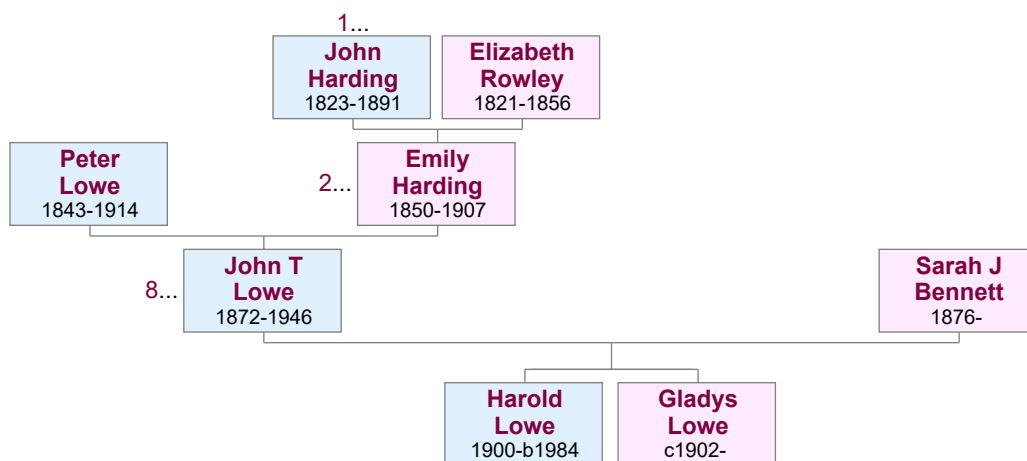 1...
John
Harding
1823-1891
Elizabeth
Rowley
1821-1856
Peter
Lowe
1843-1914
2...
Emily
Harding
1850-1907
8...
John T
Lowe
1872-1946
Sarah J
Bennett
1876-
Harold
Lowe
1900-b1984
Gladys
Lowe
c1902-